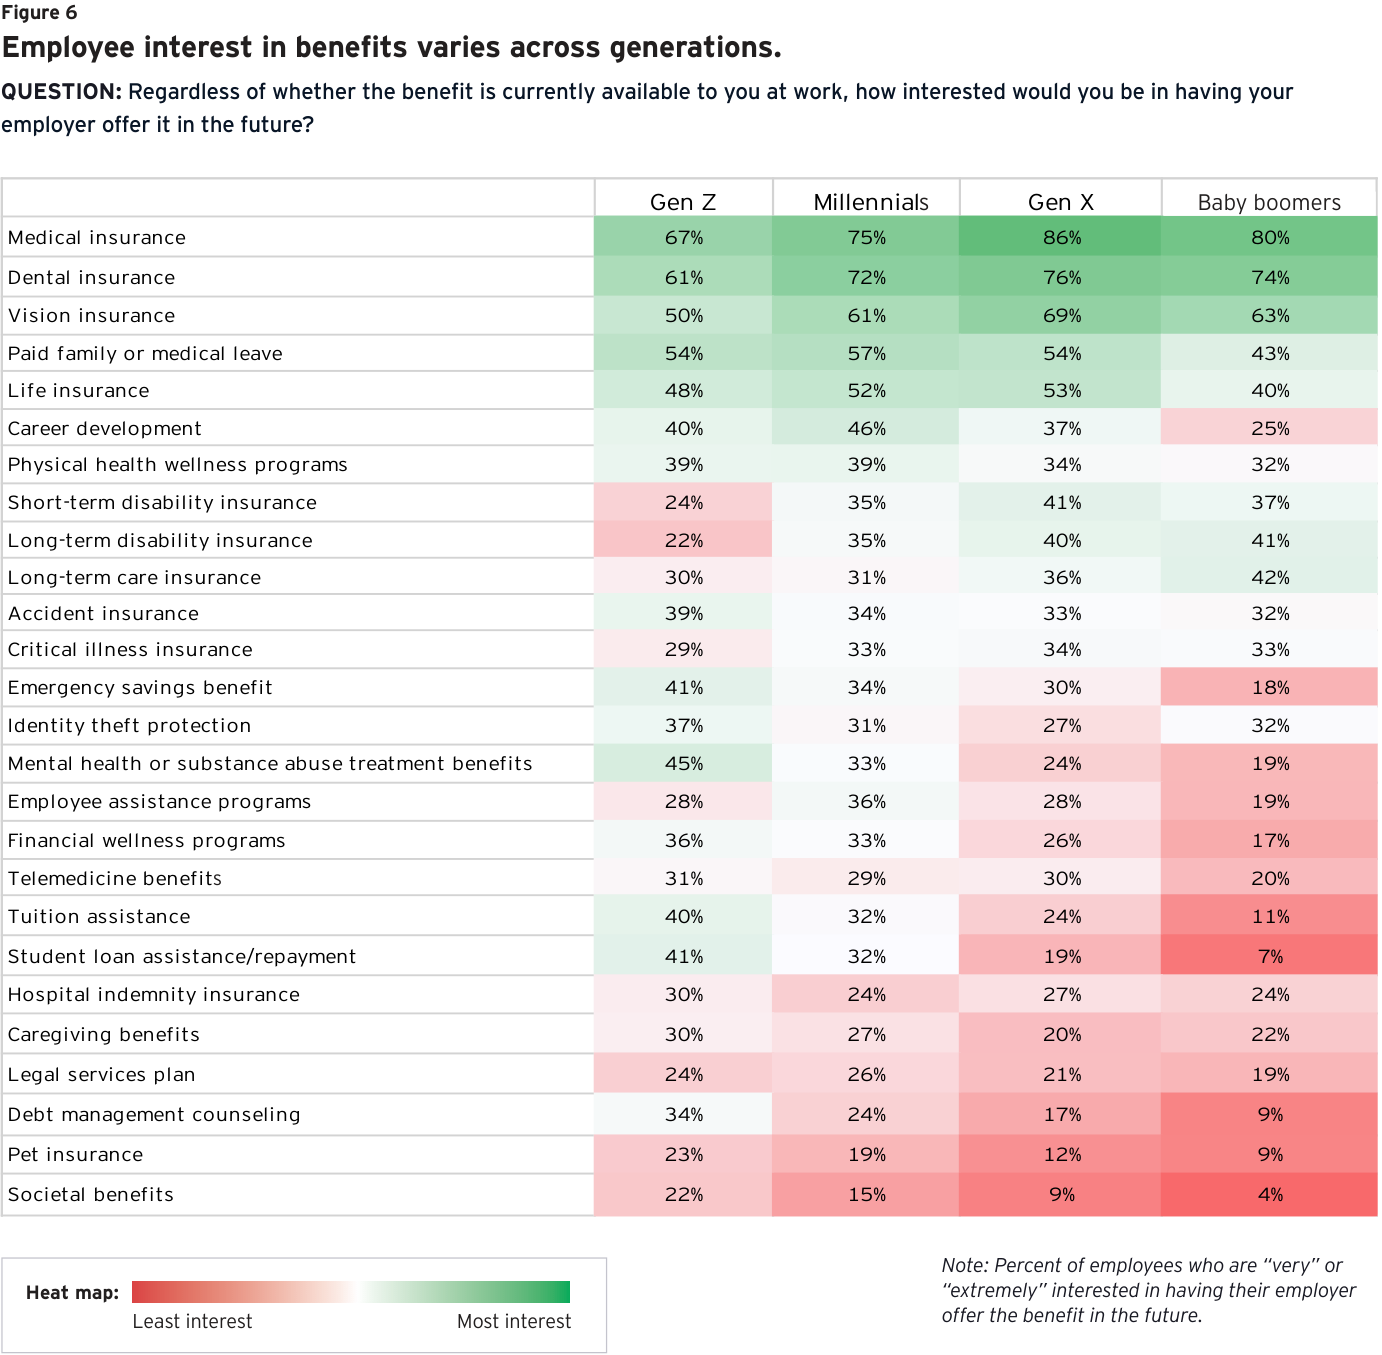 Figure 6
Employee interest in benefits varies across generations.
QUESTION: Regardless of whether the benefit is currently available to you at work, how interested would you be in having your
employer offer it in the future?
Gen Z Millennials Gen X Baby boomers
Medical insurance 67% 75% 86% 80%
Dental insurance 61% 72% 76% 74%
Vision insurance 50% 61% 69% 63%
Paid family or medical leave 54% 57% 54% 43%
Life insurance 48% 52% 53% 40%
Career development 40% 46% 37% 25%
Physical health wellness programs 39% 39% 34% 32%
Short-term disability insurance 24% 35% 41% 37%
Long-term disability insurance 22% 35% 40% 41%
Long-term care insurance 30% 31% 36% 42%
Accident insurance 39% 34% 33% 32%
Critical illness insurance 29% 33% 34% 33%
Emergency savings benefit 41% 34% 30% 18%
Identity theft protection 37% 31% 27% 32%
Mental health or substance abuse treatment benefits 45% 33% 24% 19%
Employee assistance programs 28% 36% 28% 19%
Financial wellness programs 36% 33% 26% 17%
Telemedicine benefits 31% 29% 30% 20%
Tuition assistance 40% 32% 24% 11%
Student loan assistance/repayment 41% 32% 19% 7%
Hospital indemnity insurance 30% 24% 27% 24%
Caregiving benefits 30% 27% 20% 22%
Legal services plan 24% 26% 21% 19%
Debt management counseling 34% 24% 17% 9%
Pet insurance 23% 19% 12% 9%
Societal benefits 22% 15% 9% 4%
Heat map:
Least interest Most interest
Note: Percent of employees who are “very” or
“extremely” interested in having their employer
offer the benefit in the future.